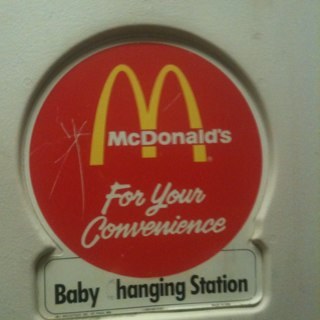 McDonald's
For Your
Convenience
Baby hanging Station